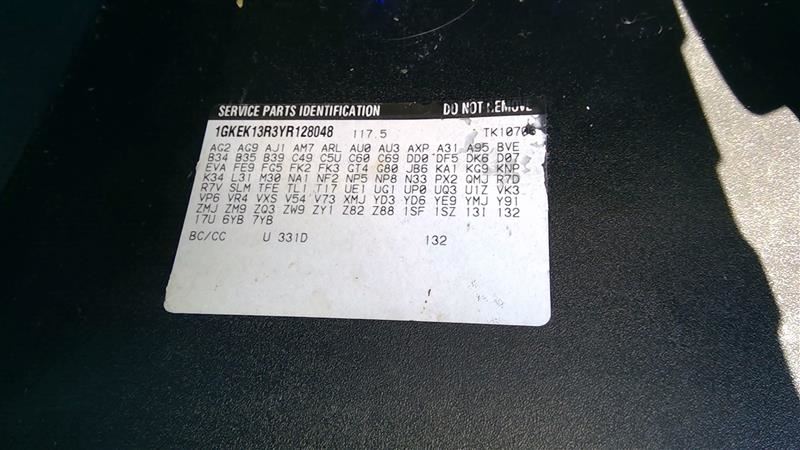 SERVICE PARTS IDENTIFICATION DO NOT REMOVE
1GKEK13R3YR128048 117.5 TK10706
AG2 AG9 AJ1 AM7 ARL AU0 AU3 AXP A31 A95 BVE
B34 B35 B39 C49 C5U C60 C69 DD0 DF5 DK6 D07
EVA FE9 FG5 FK2 FK3 GT4 G80 JB6 KA1 KG9 KNP
K34 L31 M30 NA1 NF2 NP5 NP8 N33 PX2 QMJ R7D
R7V SLM TFE TL1 T17 UE1 UG1 UP0 UQ3 U1Z VK3
VP6 VR4 VXS V54 V73 XMJ YD3 YD6 YE9 YMJ Y91
ZMJ ZM9 ZQ3 ZW9 ZY1 Z82 Z88 1SF 1SZ 13I 132
17U 6YB 7YB
BC/CC U 331D 132